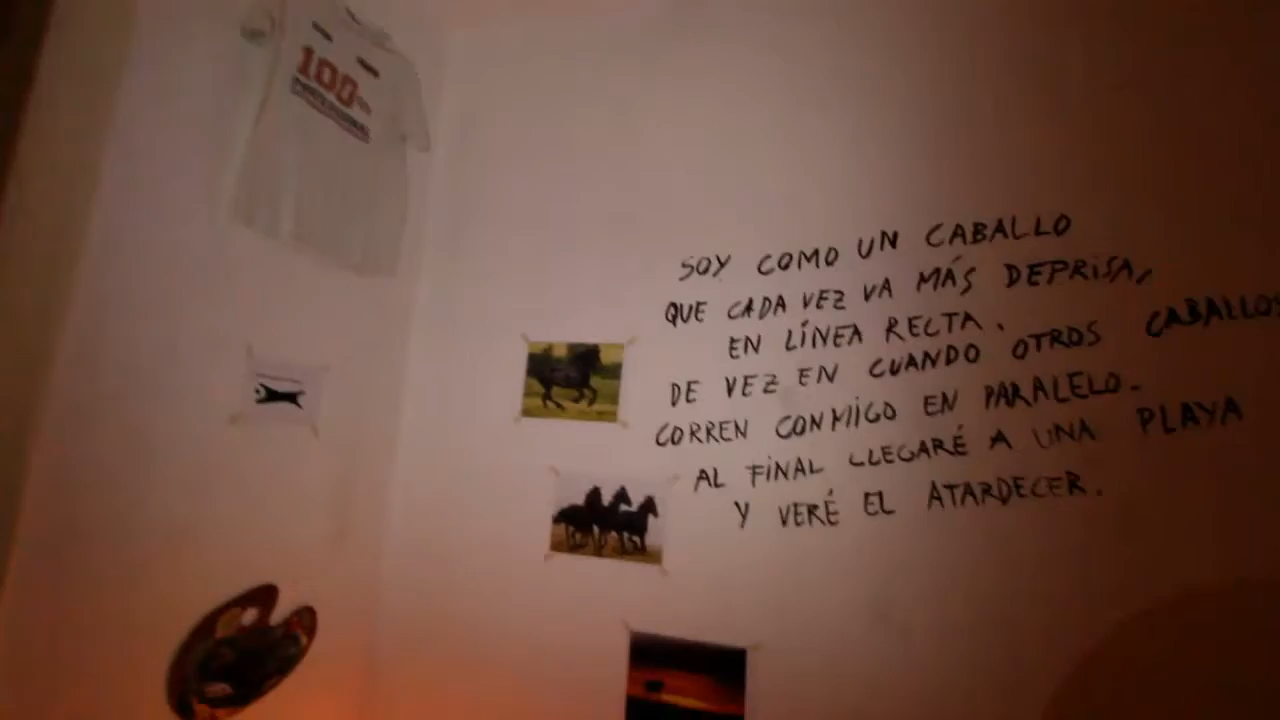 100%
SOY COMO UN CABALLO
QUE CADA VEZ VA MÁS DEPRISA,
EN LÍNEA RECTA.
DE VEZ EN CUANDO OTROS CABALLOS
CORREN CONMIGO EN PARALELO.
AL FINAL LLEGARÉ A UNA PLAYA
Y VERÉ EL ATARDECER.